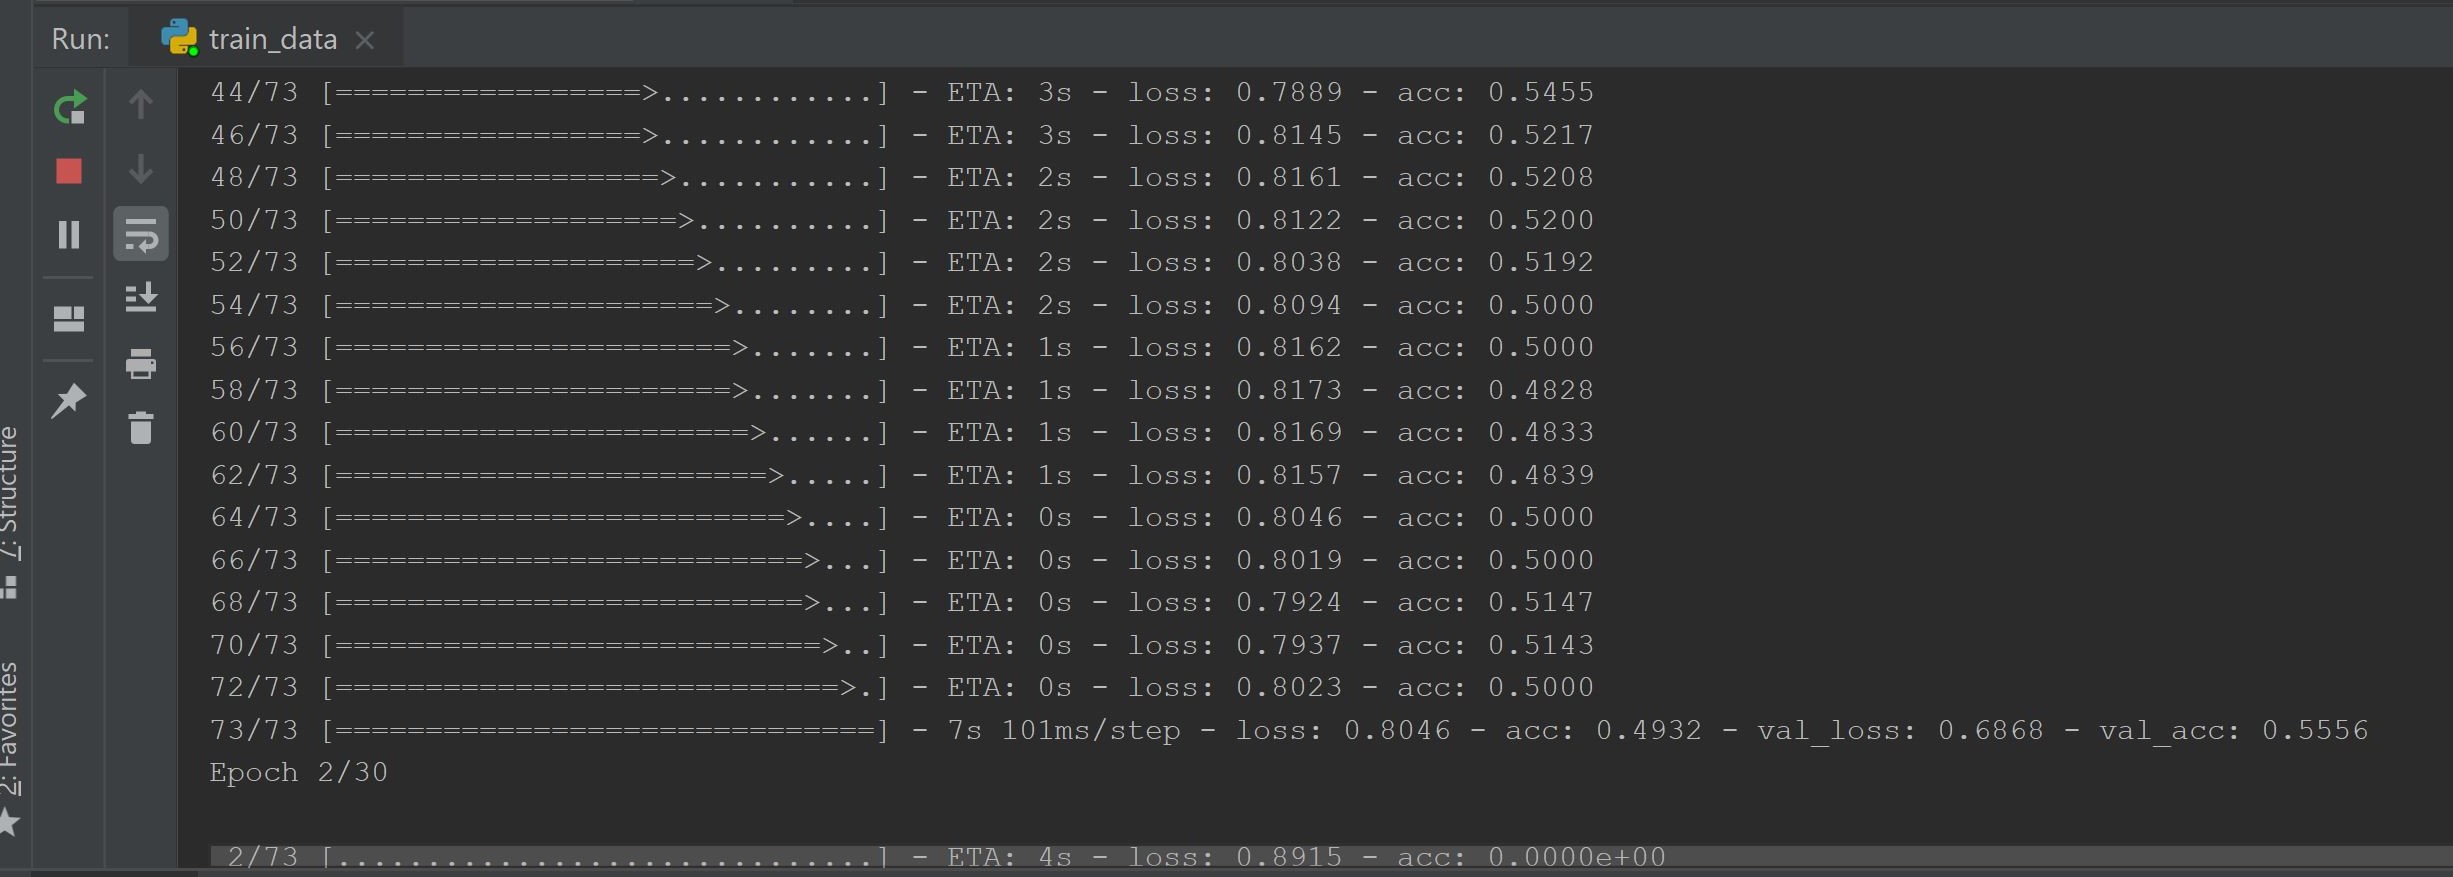 Run: train_data
44/73 [=================>............] - ETA: 3s - loss: 0.7889 - acc: 0.5455
46/73 [=================>............] - ETA: 3s - loss: 0.8145 - acc: 0.5217
48/73 [==================>...........] - ETA: 2s - loss: 0.8161 - acc: 0.5208
50/73 [===================>..........] - ETA: 2s - loss: 0.8122 - acc: 0.5200
52/73 [====================>.........] - ETA: 2s - loss: 0.8038 - acc: 0.5192
54/73 [=====================>........] - ETA: 2s - loss: 0.8094 - acc: 0.5000
56/73 [======================>.......] - ETA: 1s - loss: 0.8162 - acc: 0.5000
58/73 [======================>.......] - ETA: 1s - loss: 0.8173 - acc: 0.4828
60/73 [=======================>......] - ETA: 1s - loss: 0.8169 - acc: 0.4833
62/73 [========================>.....] - ETA: 1s - loss: 0.8157 - acc: 0.4839
64/73 [=========================>....] - ETA: 0s - loss: 0.8046 - acc: 0.5000
66/73 [==========================>...] - ETA: 0s - loss: 0.8019 - acc: 0.5000
68/73 [==========================>...] - ETA: 0s - loss: 0.7924 - acc: 0.5147
70/73 [===========================>..] - ETA: 0s - loss: 0.7937 - acc: 0.5143
72/73 [============================>.] - ETA: 0s - loss: 0.8023 - acc: 0.5000
73/73 [==============================] - 7s 101ms/step - loss: 0.8046 - acc: 0.4932 - val_loss: 0.6868 - val_acc: 0.5556
Epoch 2/30
2/73 [..............................] - ETA: 4s - loss: 0.8915 - acc: 0.0000e+00
7: Structure
2: Favorites